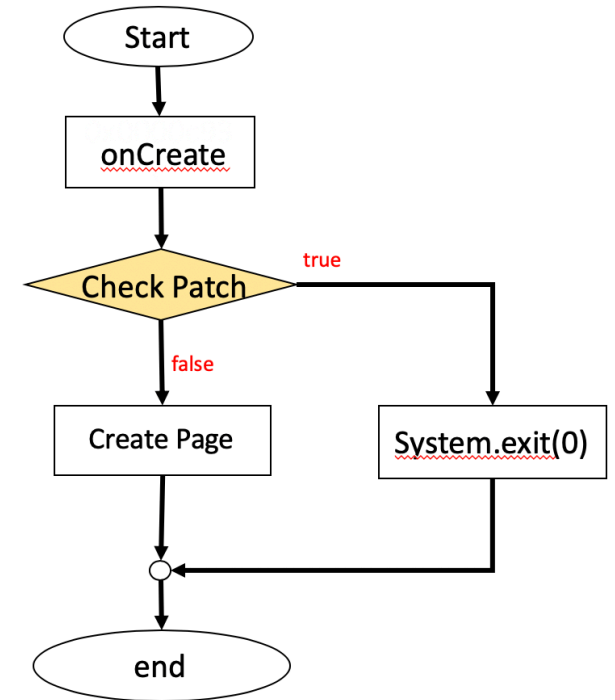 Start
onCreate
Check Patch
true
false
Create Page
System.exit(0)
end